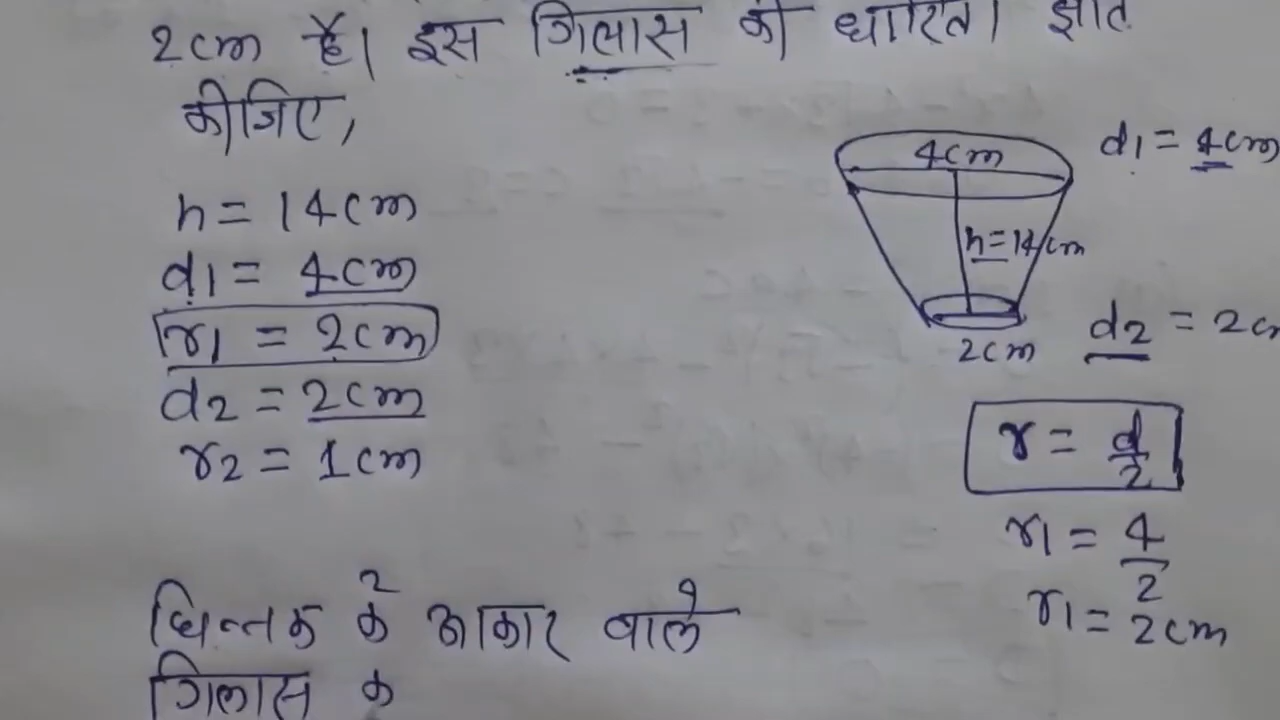 2cm है। इस गिलास की धारिता ज्ञात
कीजिए,
h = 14cm
d1 = 4cm
r1 = 2cm
d2 = 2cm
r2 = 1cm
4cm
h=14cm
2cm
d1 = 4cm
d2 = 2cm
r = d/2
r1 = 4/2
r1 = 2cm
छिन्तक के आकार वाले
गिलास क